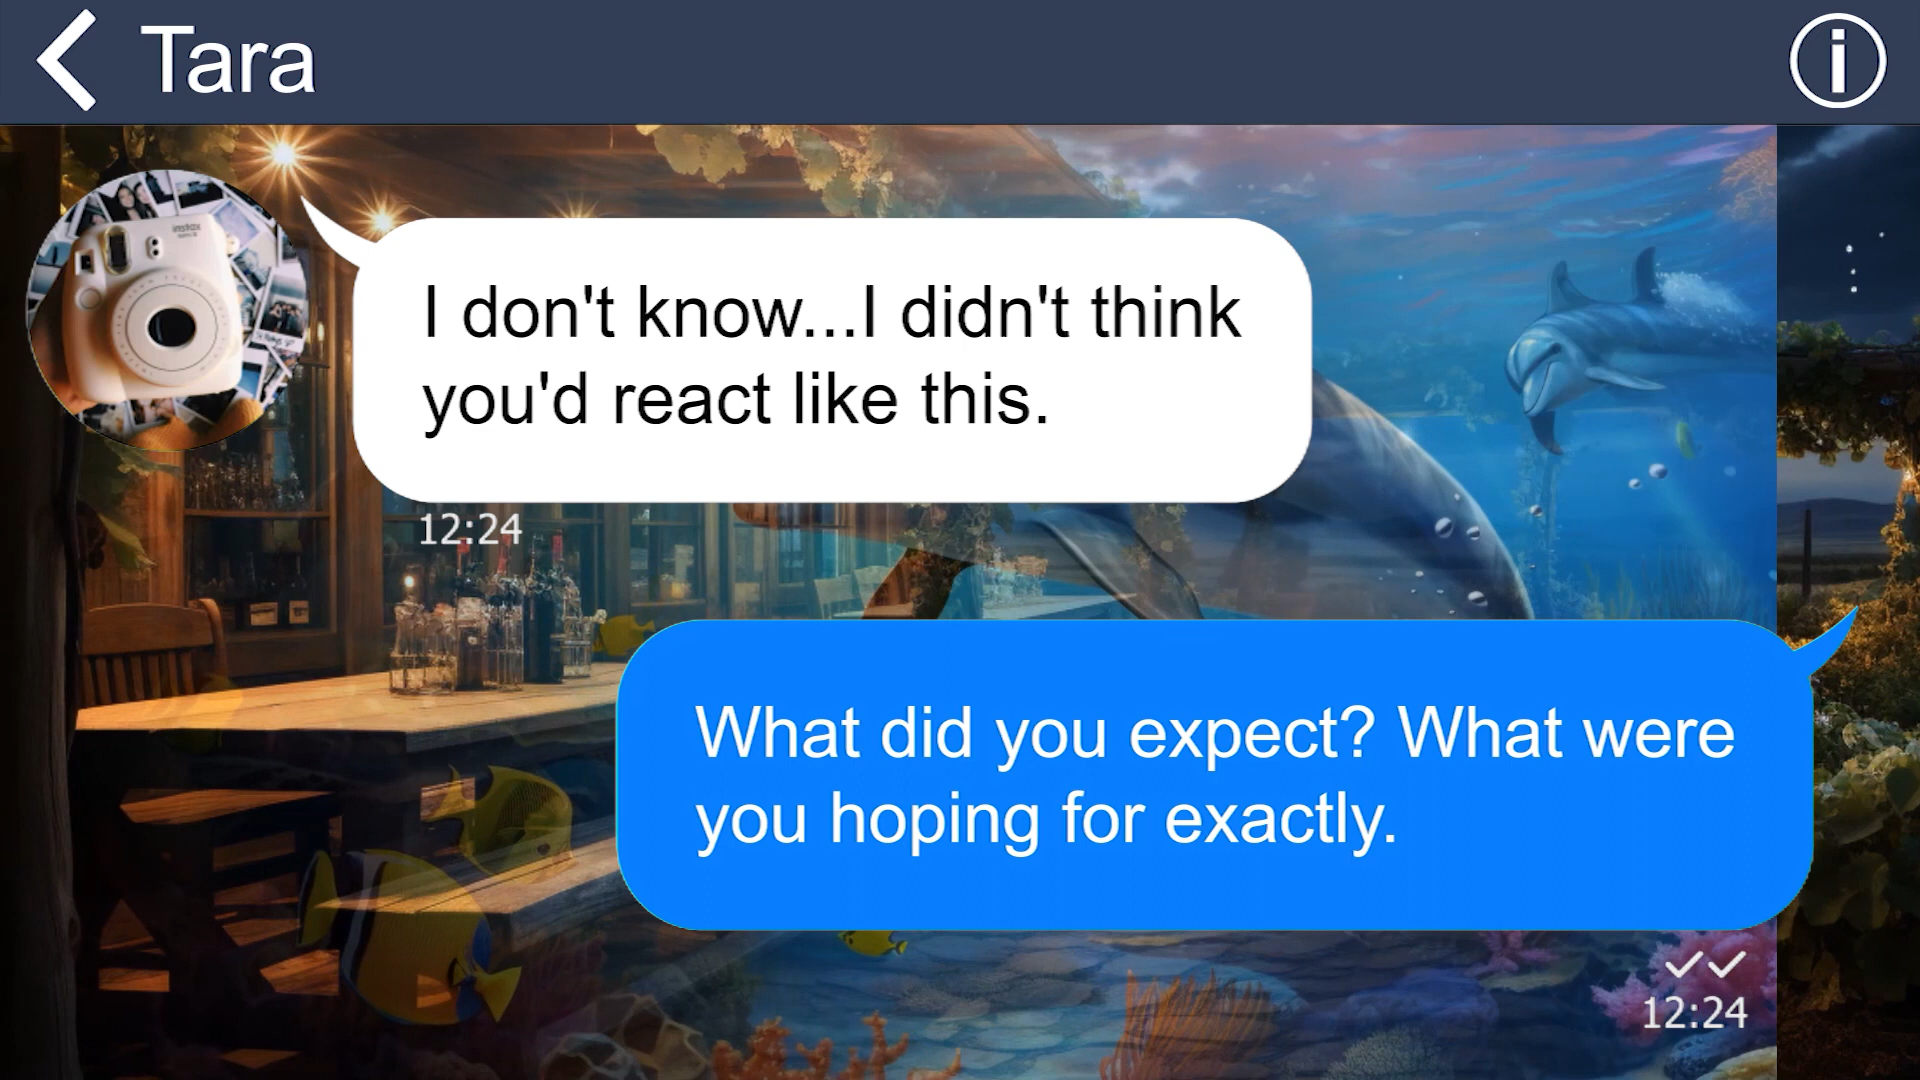 Tara
instax
I don't know...I didn't think
you'd react like this.
12:24
What did you expect? What were
you hoping for exactly.
12:24